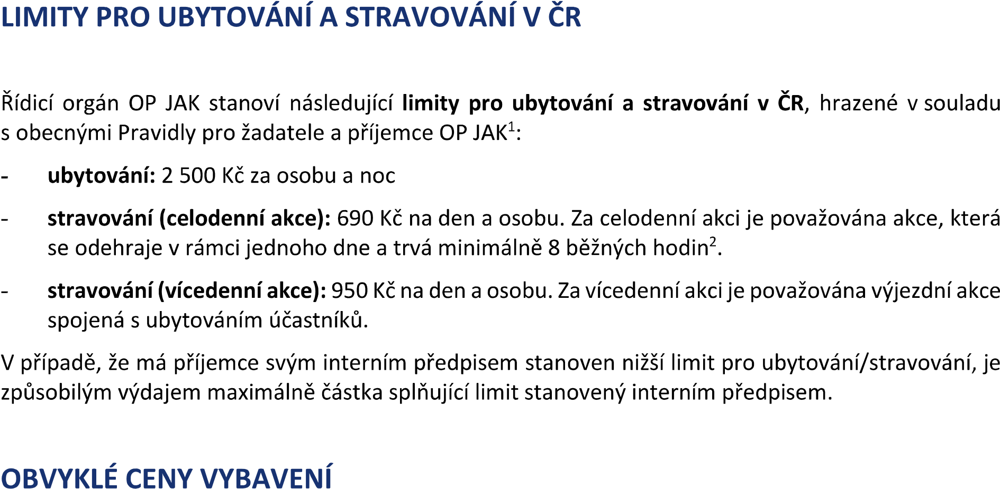 LIMITY PRO UBYTOVÁNÍ A STRAVOVÁNÍ V ČR
Řídicí orgán OP JAK stanoví následující limity pro ubytování a stravování v ČR, hrazené v souladu
s obecnými Pravidly pro žadatele a příjemce OP JAK¹:
- ubytování: 2 500 Kč za osobu a noc
- stravování (celodenní akce): 690 Kč na den a osobu. Za celodenní akci je považována akce, která
se odehraje v rámci jednoho dne a trvá minimálně 8 běžných hodin².
- stravování (vícedenní akce): 950 Kč na den a osobu. Za vícedenní akci je považována výjezdní akce
spojená s ubytováním účastníků.
V případě, že má příjemce svým interním předpisem stanoven nižší limit pro ubytování/stravování, je
způsobilým výdajem maximálně částka splňující limit stanovený interním předpisem.
OBVYKLÉ CENY VYBAVENÍ